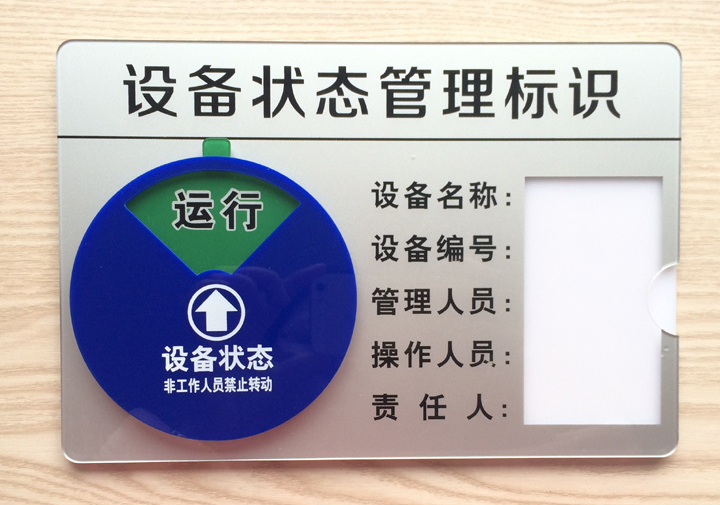 设备状态管理标识
运行
设备状态
非工作人员禁止转动
设备名称:
设备编号:
管理人员:
操作人员:
责任人: